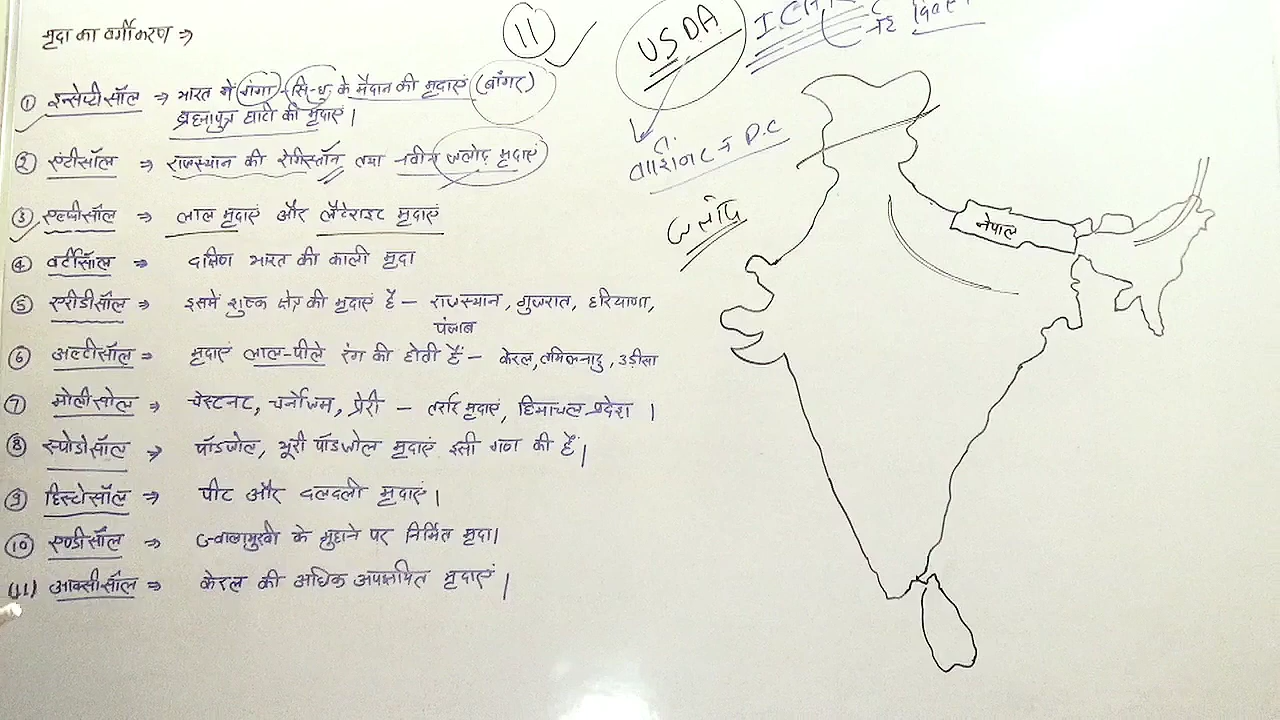 मृदा का वर्गीकरण ⇒
11
USDA
① इन्सेप्टीसॉल ⇒ भारत में गंगा - सिन्धु के मैदान की मृदाएं (बांगर)
ब्रह्मपुत्र घाटी की मृदाएं।
② एंटीसॉल ⇒ राजस्थान की रेगिस्तान तथा नवीन जलोढ़ मृदाएं
वाशिंगटन D.C
③ एल्फीसॉल ⇒ लाल मृदाएं और लैटेराइट मृदाएं
जलोढ़
नेपाल
④ वर्टीसॉल ⇒ दक्षिण भारत की काली मृदा
⑤ एरीडीसॉल ⇒ इसमें शुष्क क्षेत्र की मृदाएं हैं – राजस्थान, गुजरात, हरियाणा,
पंजाब
⑥ अल्टीसॉल ⇒ मृदाएं लाल-पीले रंग की होती हैं – केरल, तमिलनाडु, उड़ीसा
⑦ मोलीसोल ⇒ चेस्टनट, चर्नोजम, प्रेरी – तराई मृदाएं, हिमाचल प्रदेश ।
⑧ स्पोडोसॉल ⇒ पॉडजोल, भूरी पॉडजोल मृदाएं इसी गण की हैं।
⑨ हिस्टोसॉल ⇒ पीट और दलदली मृदाएं।
⑩ एण्डीसॉल ⇒ ज्वालामुखी के मुहाने पर निर्मित मृदा।
(11) आक्सीसॉल ⇒ केरल की अधिक अपक्षयित मृदाएं।